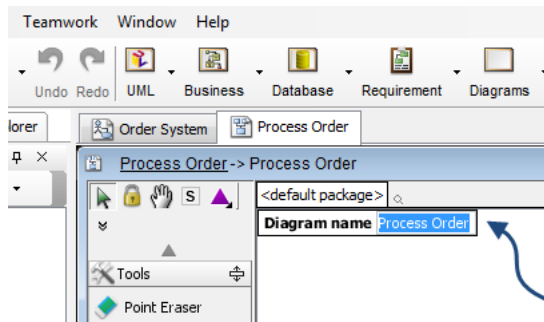 Teamwork Window Help
Undo Redo UML Business Database Requirement Diagrams
lorer Order System Process Order
Process Order -> Process Order
S <default package>
Diagram name Process Order
Tools
Point Eraser